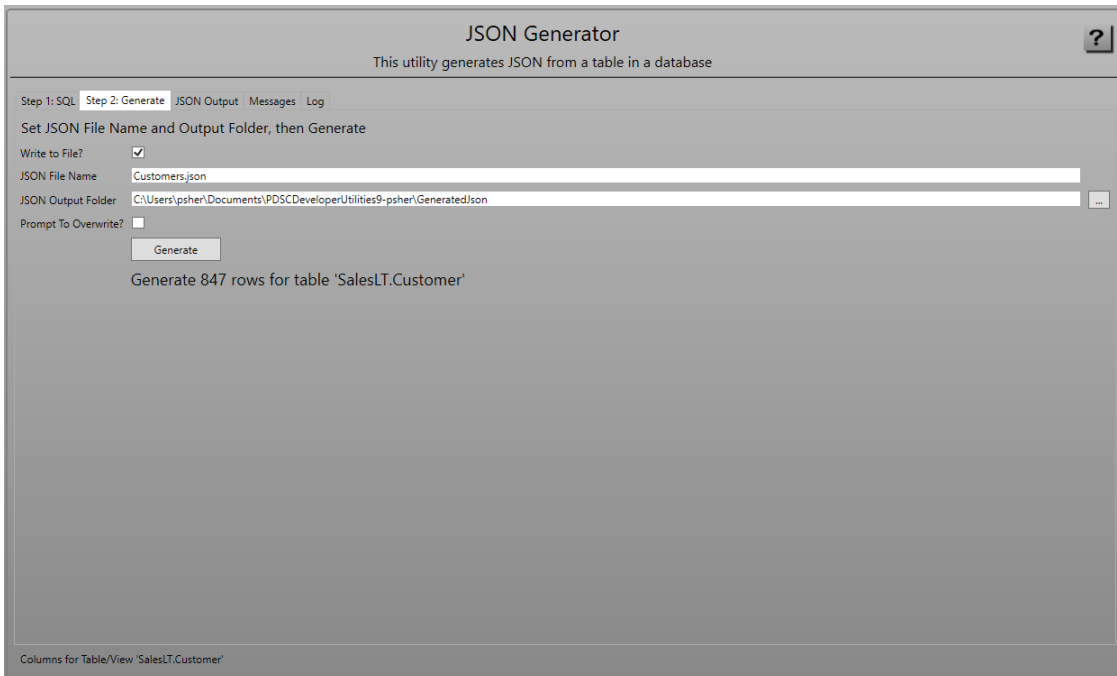 JSON Generator
?
This utility generates JSON from a table in a database
Step 1: SQL Step 2: Generate JSON Output Messages Log
Set JSON File Name and Output Folder, then Generate
Write to File?
JSON File Name Customers.json
JSON Output Folder C:\Users\psher\Documents\PDSCDeveloperUtilities9-psher\GeneratedJson ...
Prompt To Overwrite?
Generate
Generate 847 rows for table 'SalesLT.Customer'
Columns for Table/View 'SalesLT.Customer'